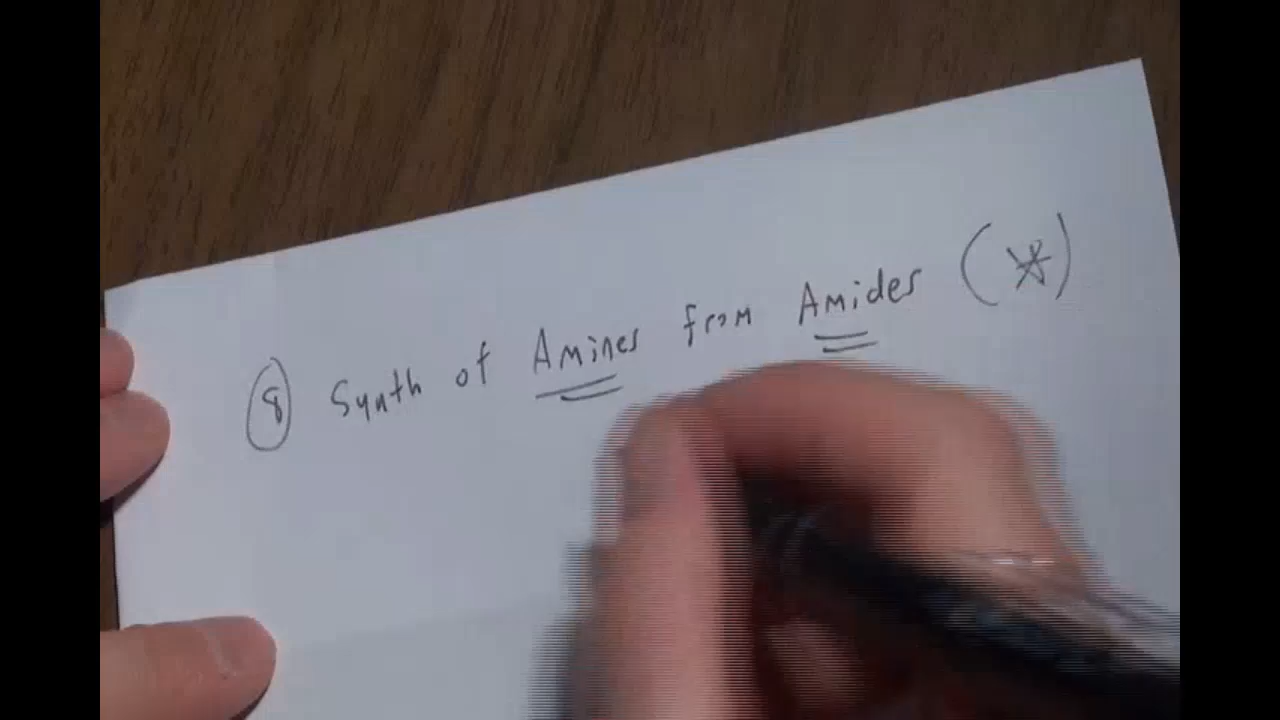 ⑧ Synth of Amines from Amides (☆)